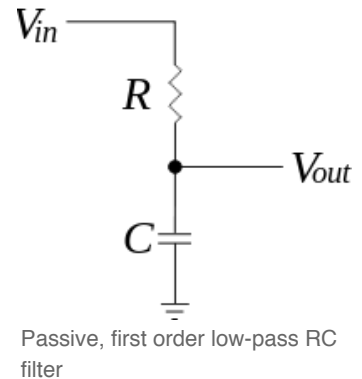 Vin
R
Vout
C
Passive, first order low-pass RC
filter